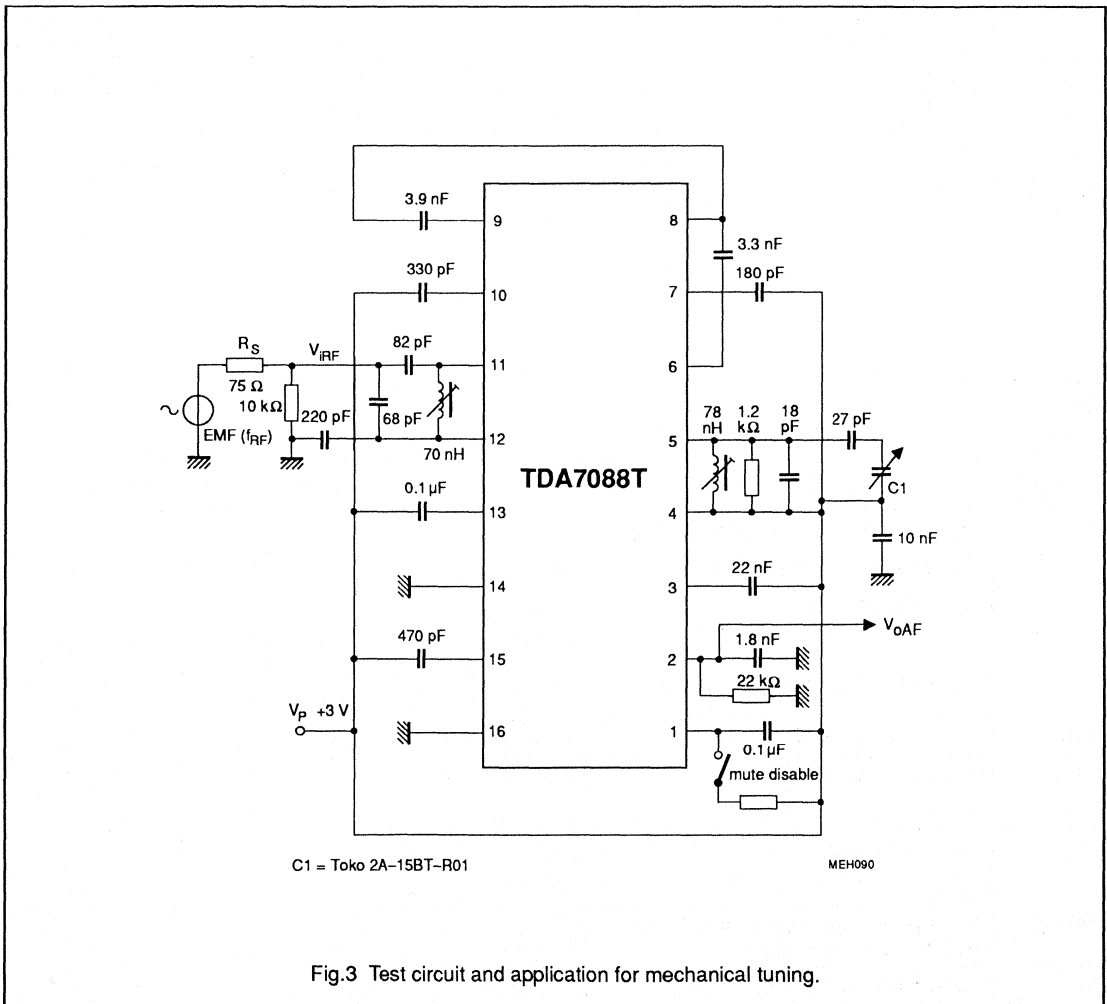 3.9 nF
9
8
3.3 nF
330 pF
180 pF
10
7
R_S
V_iRF
82 pF
11
6
75 Ω
10 kΩ
220 pF
68 pF
78 nH
1.2 kΩ
18 pF
27 pF
EMF (f_RF)
12
5
70 nH
TDA7088T
C1
0.1 µF
13
4
10 nF
22 nF
14
3
V_oAF
470 pF
1.8 nF
15
2
22 kΩ
V_P +3 V
16
1
0.1 µF
mute disable
C1 = Toko 2A–15BT–R01
MEH090
Fig.3 Test circuit and application for mechanical tuning.